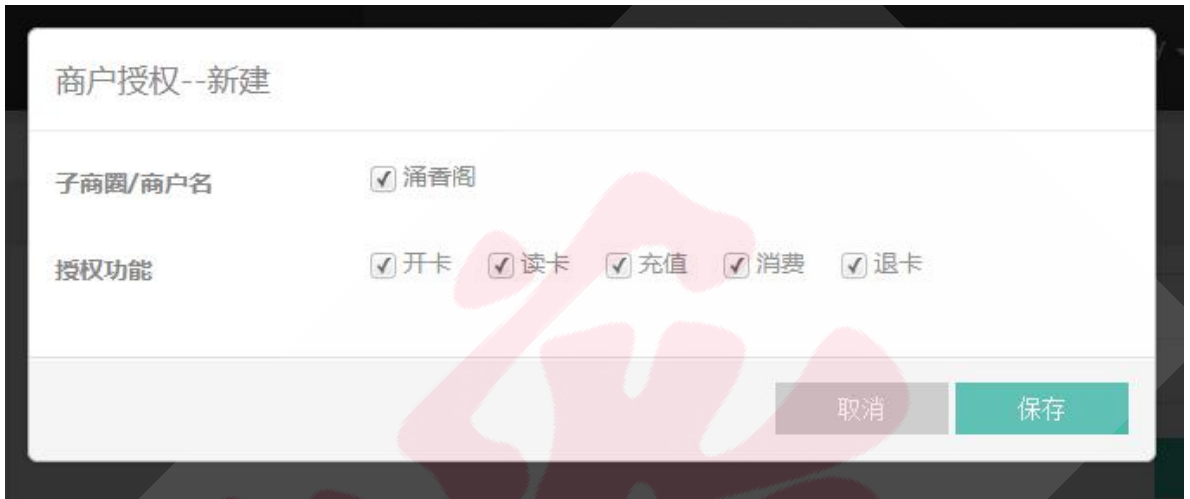 商户授权--新建
子商圈/商户名 涌香阁
授权功能 开卡 读卡 充值 消费 退卡
取消 保存